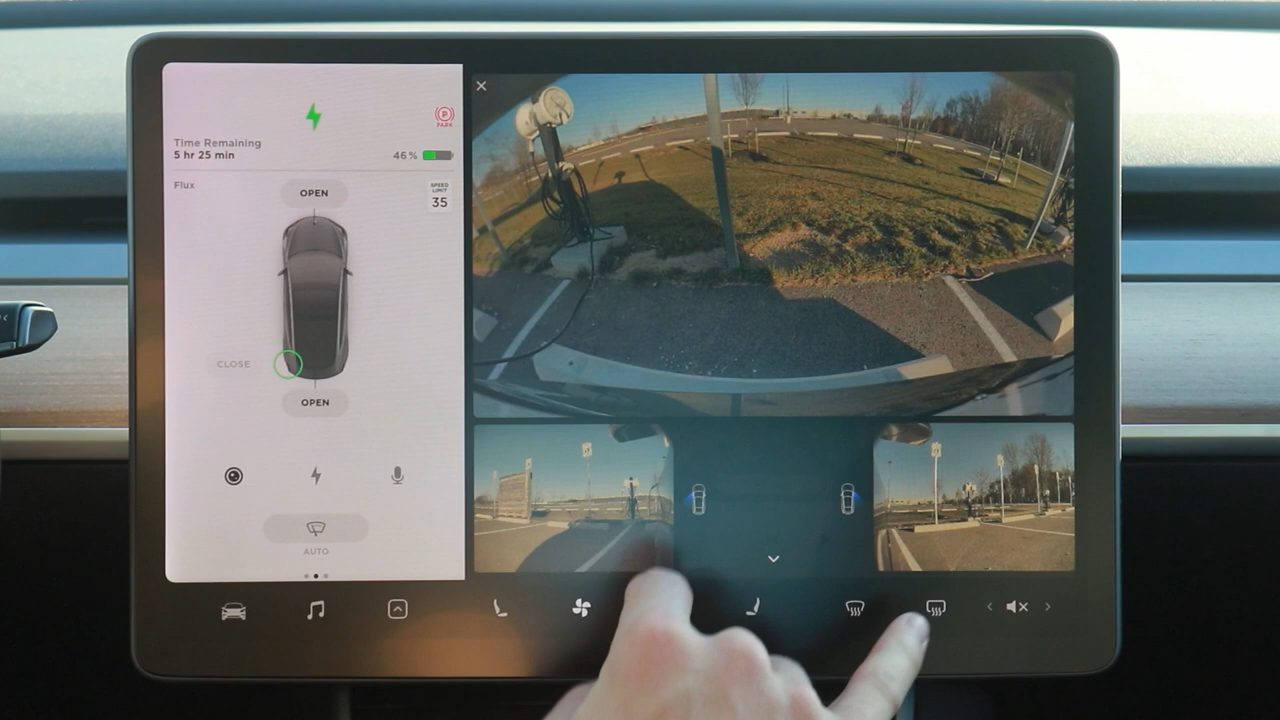 PARK
Time Remaining
5 hr 25 min
46%
Flux
OPEN
SPEED
LIMIT
35
CLOSE
OPEN
AUTO